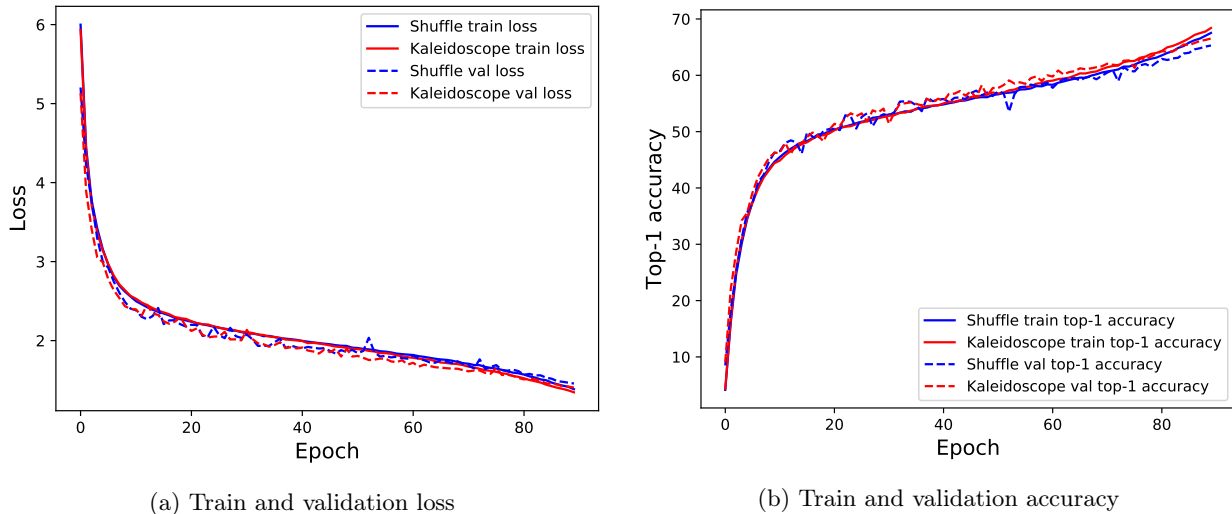 6
5
4
3
2
Loss
0
20
40
60
80
Epoch
Shuffle train loss
Kaleidoscope train loss
Shuffle val loss
Kaleidoscope val loss
(a) Train and validation loss
70
60
50
40
30
20
10
Top-1 accuracy
0
20
40
60
80
Epoch
Shuffle train top-1 accuracy
Kaleidoscope train top-1 accuracy
Shuffle val top-1 accuracy
Kaleidoscope val top-1 accuracy
(b) Train and validation accuracy